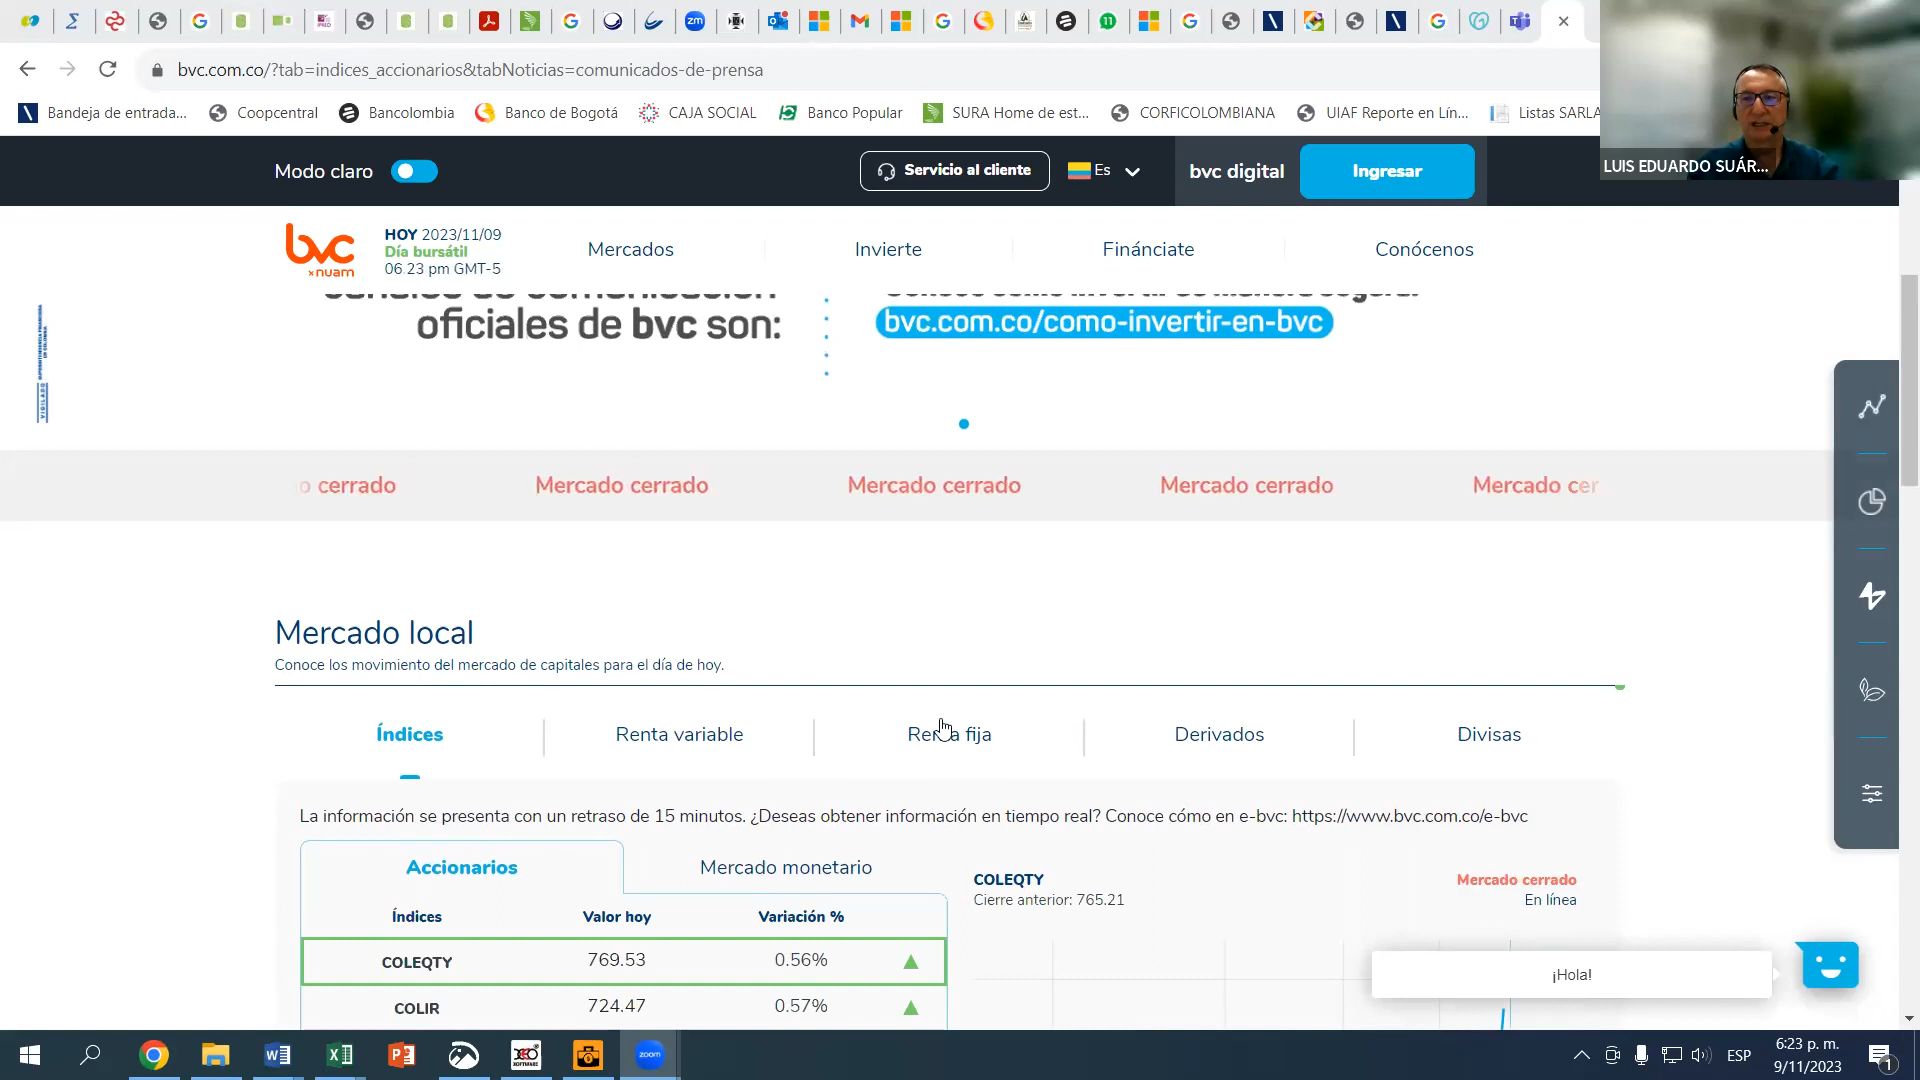 bvc.com.co/?tab=indices_accionarios&tabNoticias=comunicados-de-prensa
Bandeja de entrada...
Coopcentral
Bancolombia
Banco de Bogotá
CAJA SOCIAL
Banco Popular
SURA Home de est...
CORFICOLOMBIANA
UIAF Reporte en Lín...
Listas SARLA
LUIS EDUARDO SUÁR...
Modo claro
Servicio al cliente
Es
bvc digital
Ingresar
bvc
x nuam
HOY 2023/11/09
Día bursátil
06:23 pm GMT-5
Mercados
Invierte
Fináncíate
Conócenos
oficiales de bvc son:
bvc.com.co/como-invertir-en-bvc
VIGILADO
o cerrado
Mercado cerrado
Mercado cerrado
Mercado cerrado
Mercado cer
Mercado local
Conoce los movimiento del mercado de capitales para el día de hoy.
Índices
Renta variable
Renta fija
Derivados
Divisas
La información se presenta con un retraso de 15 minutos. ¿Deseas obtener información en tiempo real? Conoce cómo en e-bvc: https://www.bvc.com.co/e-bvc
Accionarios
Mercado monetario
Índices
Valor hoy
Variación %
COLEQTY
769.53
0.56%
COLIR
724.47
0.57%
COLEQTY
Cierre anterior: 765.21
Mercado cerrado
En línea
¡Hola!
zoom
ESP
6:23 p. m.
9/11/2023
1